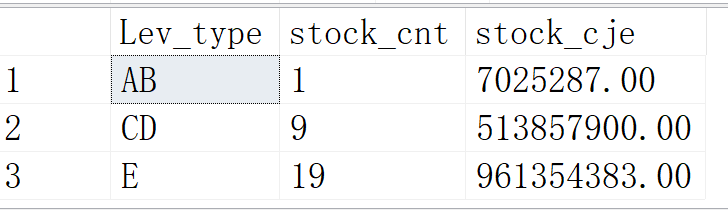 Lev_type stock_cnt stock_cje
1 AB 1 7025287.00
2 CD 9 513857900.00
3 E 19 961354383.00